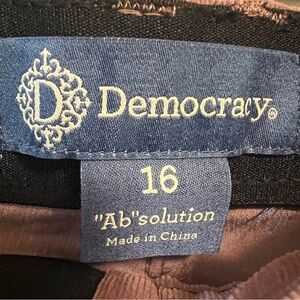 D Democracy®
16
"Ab"solution
Made in China